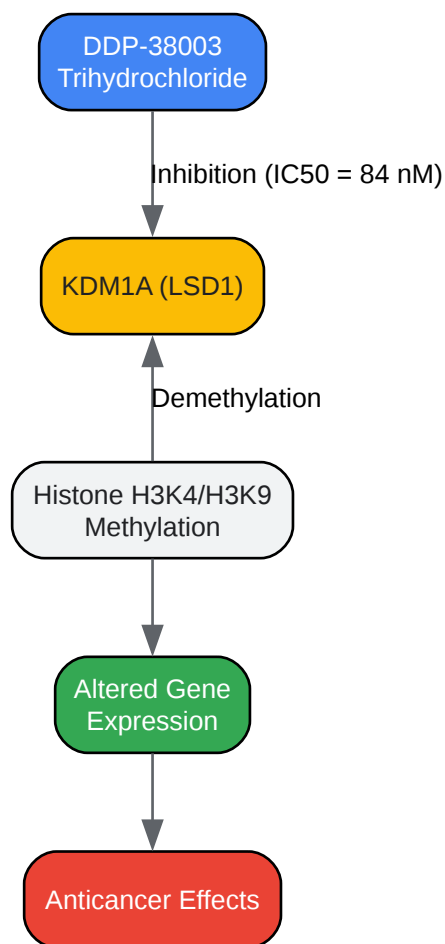 DDP-38003
Trihydrochloride
Inhibition (IC50 = 84 nM)
KDM1A (LSD1)
Demethylation
Histone H3K4/H3K9
Methylation
Altered Gene
Expression
Anticancer Effects